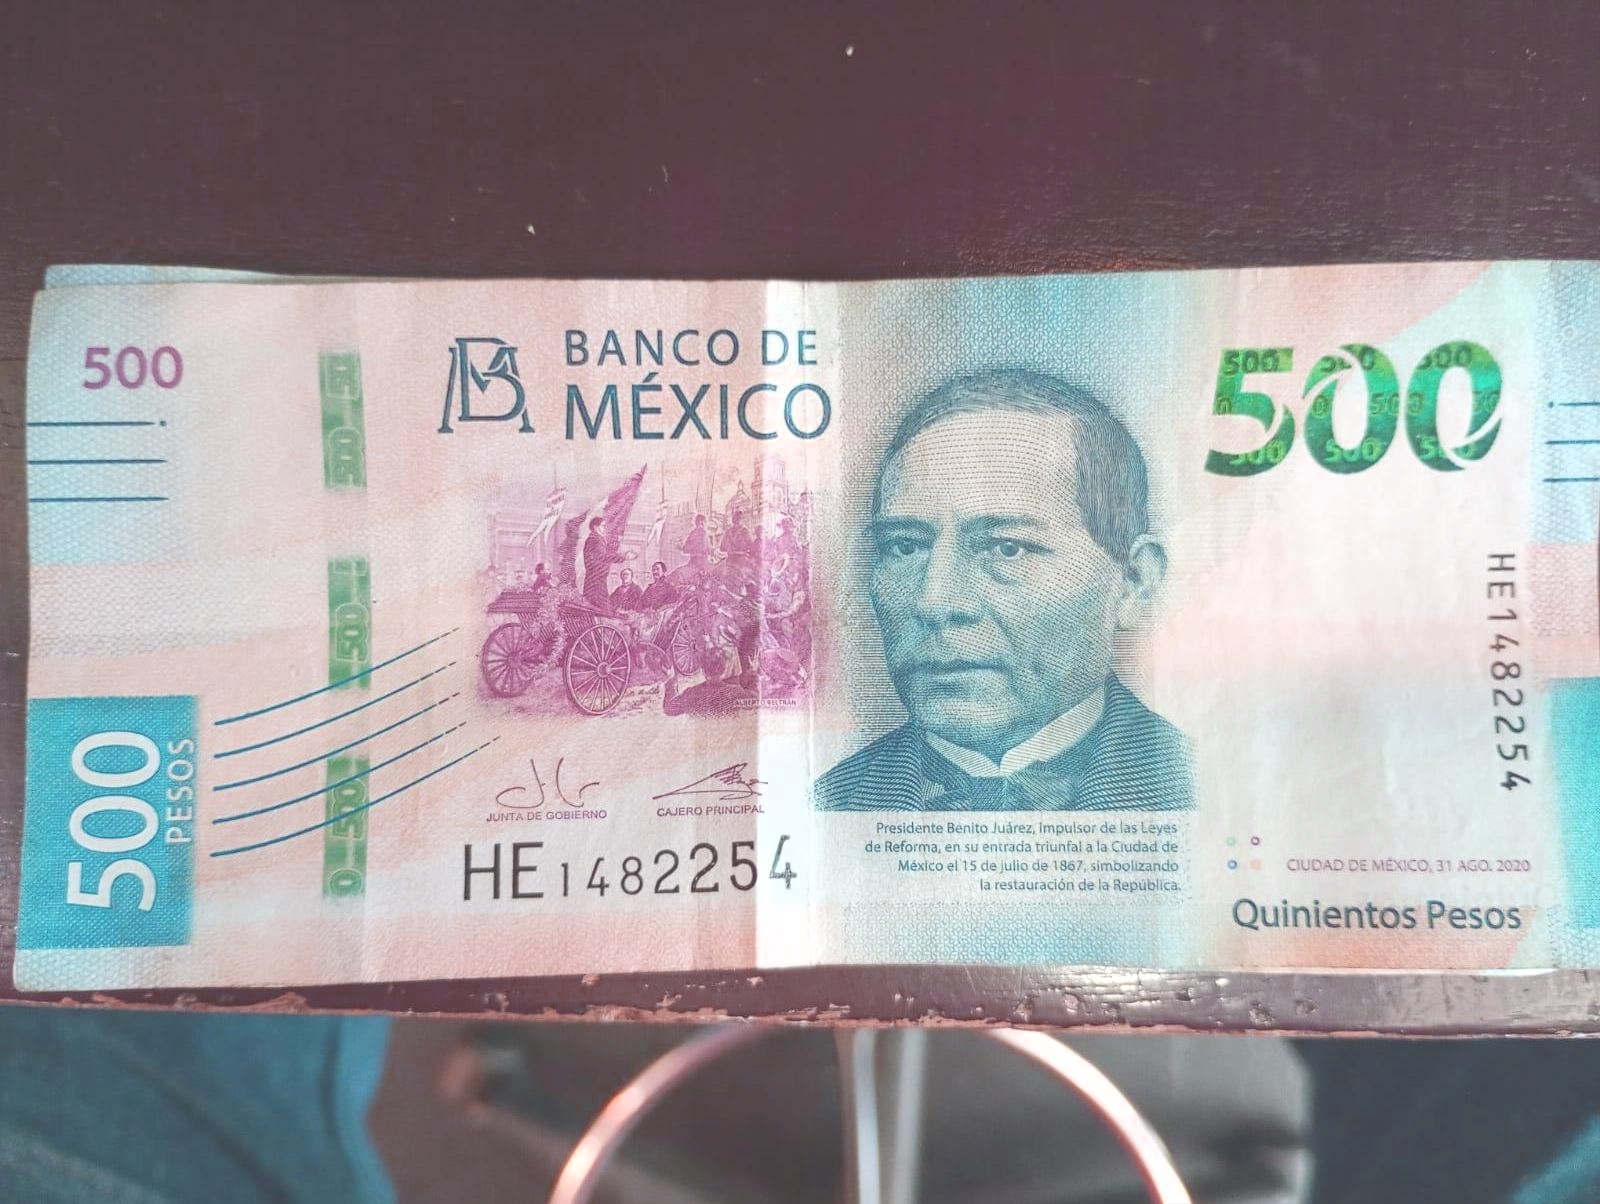 500
BANCO DE
MÉXICO
500
500 PESOS
ALBERTO BELTRÁN
JUNTA DE GOBIERNO
CAJERO PRINCIPAL
HE1482254
Presidente Benito Juárez, impulsor de las Leyes
de Reforma, en su entrada triunfal a la Ciudad de
México el 15 de julio de 1867, simbolizando
la restauración de la República.
HE1482254
CIUDAD DE MÉXICO, 31 AGO. 2020
Quinientos Pesos